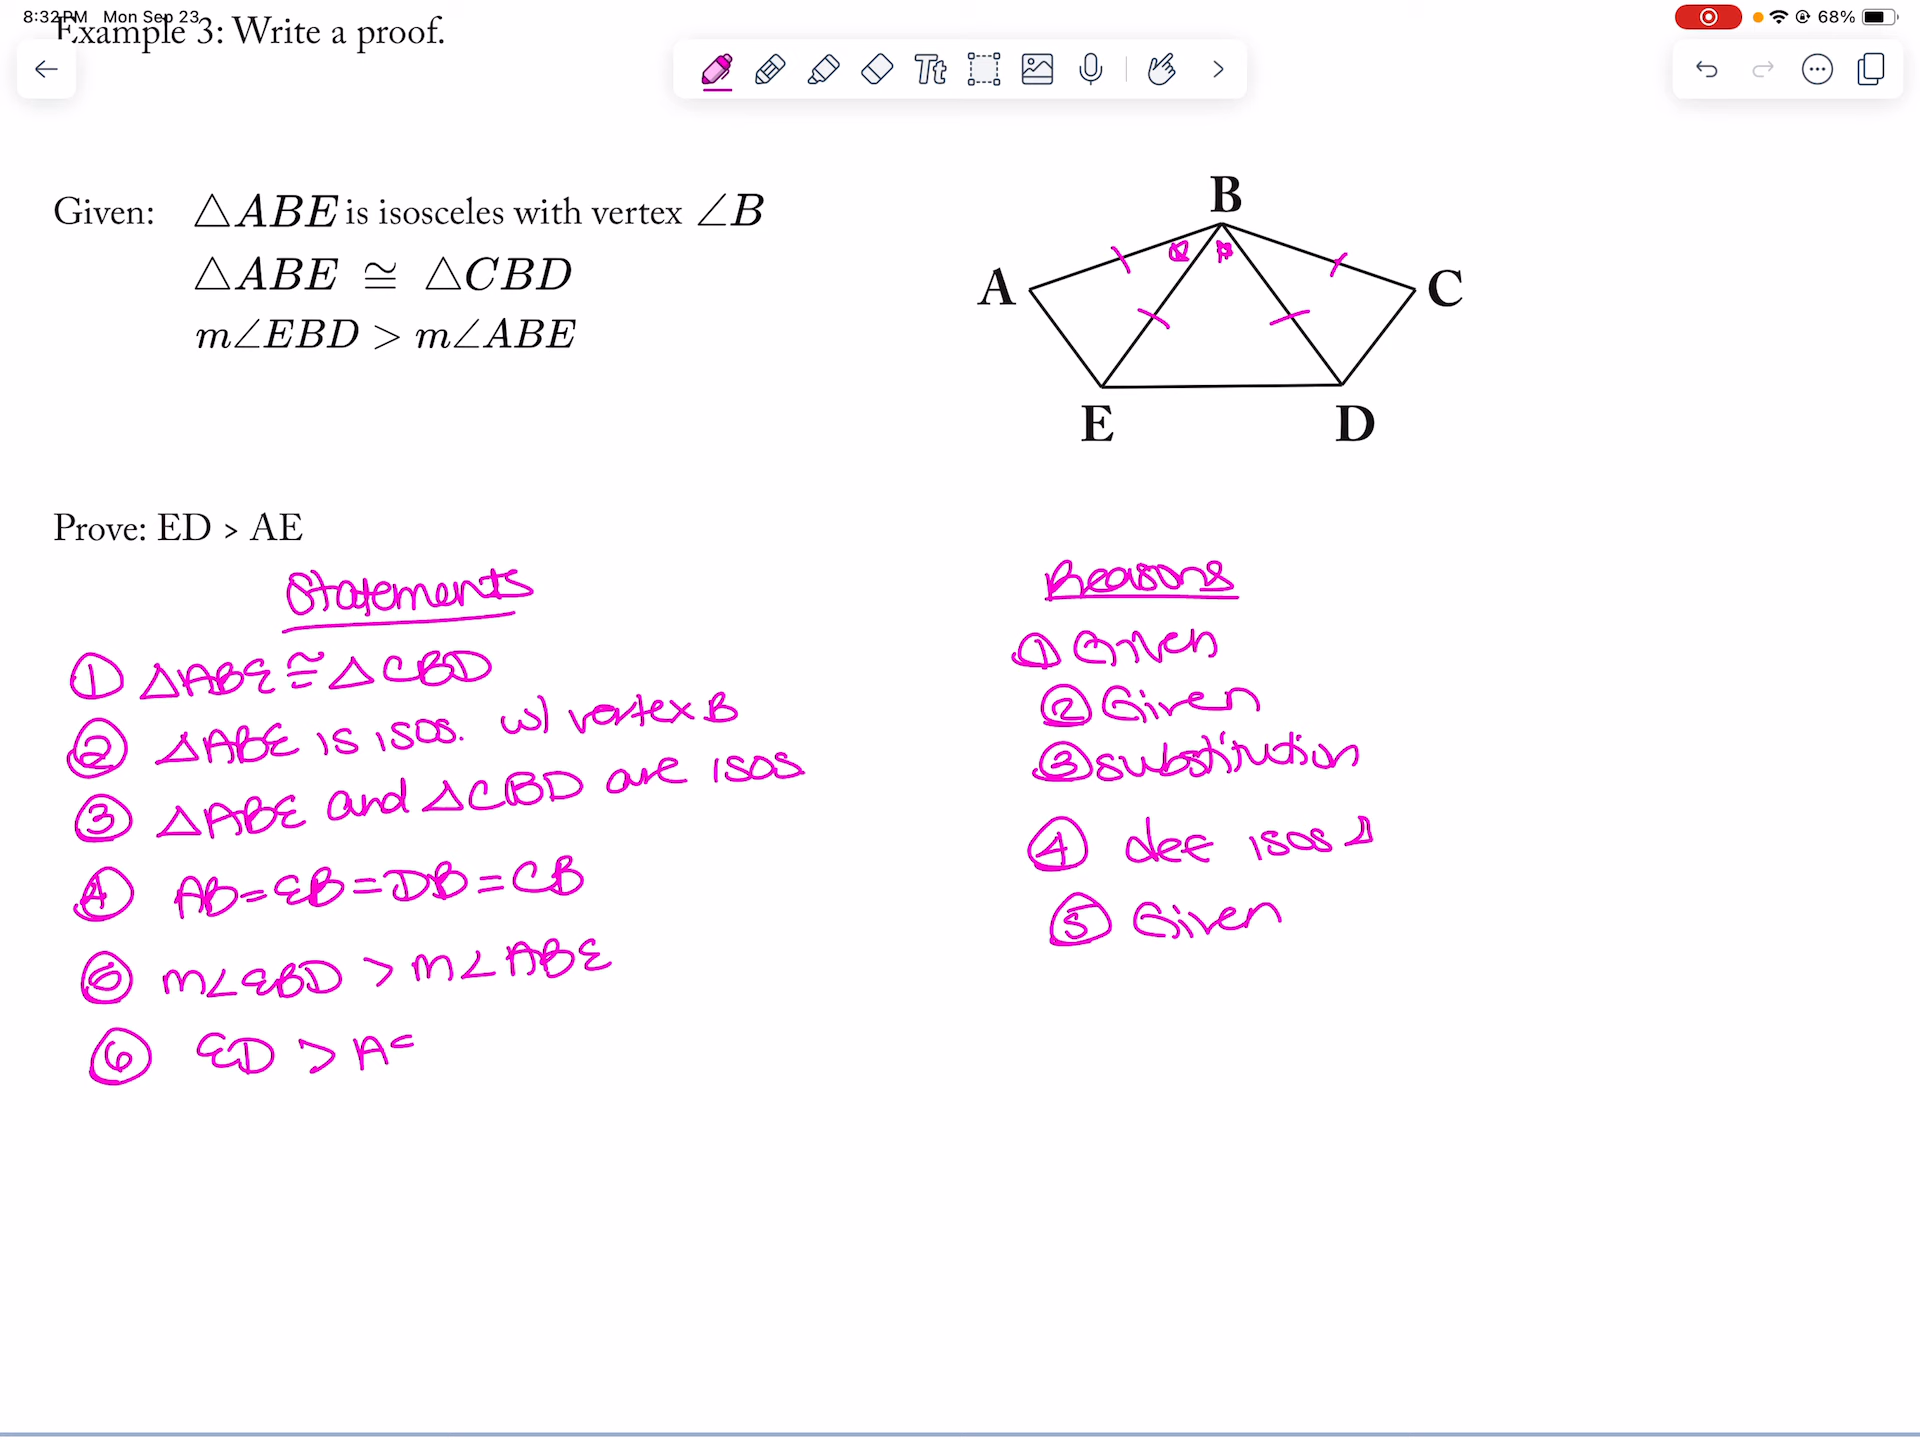 8:32 PM Mon Sep 23
68%
Example 3: Write a proof.
Tt
Given: △ABE is isosceles with vertex ∠B
△ABE ≅ △CBD
m∠EBD > m∠ABE
B
A
C
E
D
Prove: ED > AE
Statements
Reasons
① △ABE ≅ △CBD
① Given
② △ABE is isos. w/ vertex B
② Given
③ △ABE and △CBD are isos
③ substitution
④ AB = EB = DB = CB
④ def isos △
⑤ m∠EBD > m∠ABE
⑤ Given
⑥ ED > A